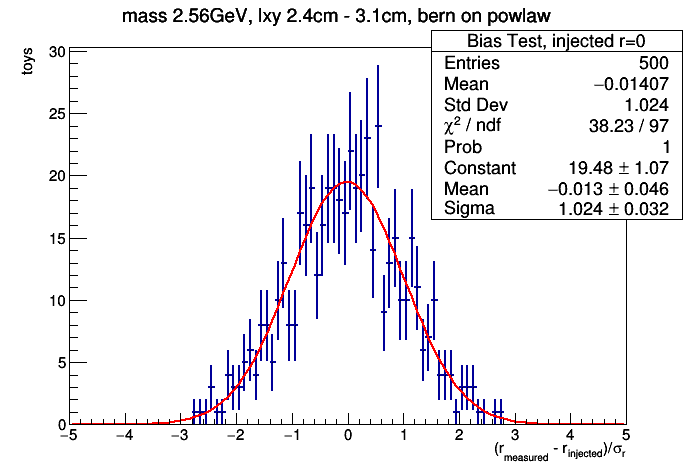 mass 2.56GeV, lxy 2.4cm - 3.1cm, bern on powlaw
Bias Test, injected r=0
Entries 500
Mean −0.01407
Std Dev 1.024
χ² / ndf 38.23 / 97
Prob 1
Constant 19.48 ± 1.07
Mean −0.013 ± 0.046
Sigma 1.024 ± 0.032
toys
30
25
20
15
10
5
0
−5 −4 −3 −2 −1 0 1 2 3 4 5
(r_measured - r_injected)/σ_r